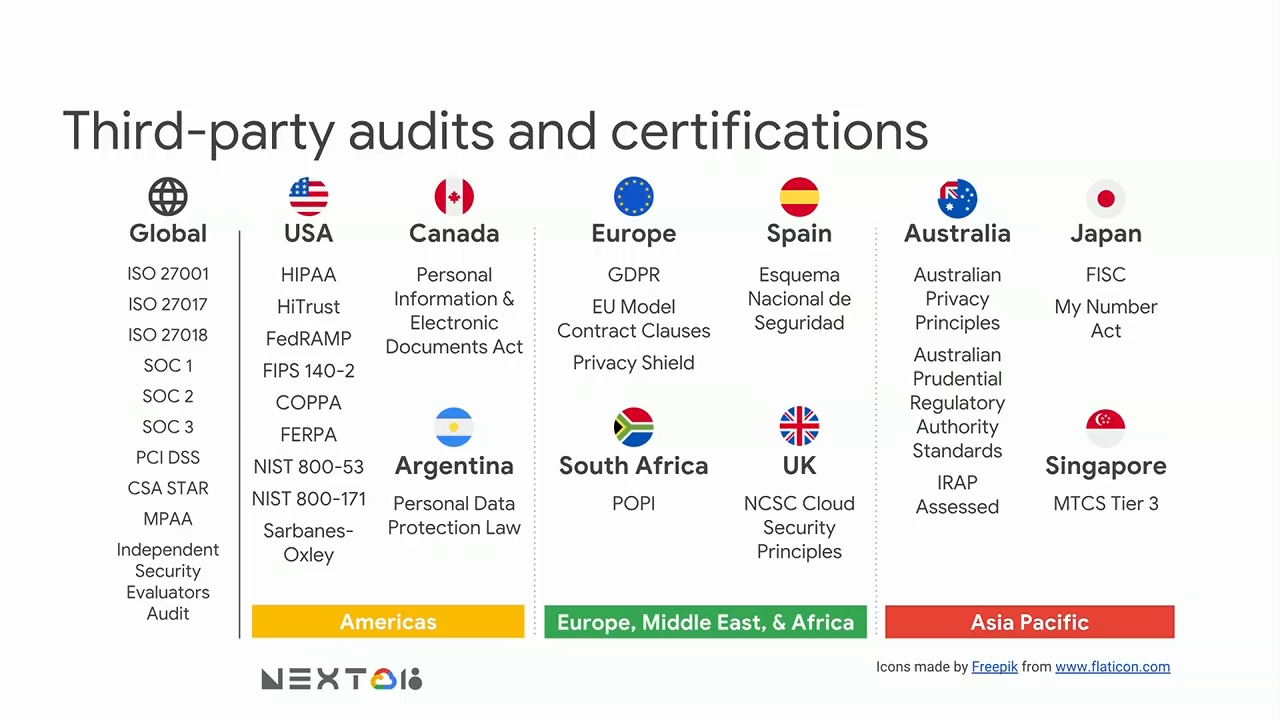 Third-party audits and certifications
Global
ISO 27001
ISO 27017
ISO 27018
SOC 1
SOC 2
SOC 3
PCI DSS
CSA STAR
MPAA
Independent
Security
Evaluators
Audit
USA
HIPAA
HiTrust
FedRAMP
FIPS 140-2
COPPA
FERPA
NIST 800-53
NIST 800-171
Sarbanes-
Oxley
Canada
Personal
Information &
Electronic
Documents Act
Argentina
Personal Data
Protection Law
Americas
Europe
GDPR
EU Model
Contract Clauses
Privacy Shield
South Africa
POPI
Spain
Esquema
Nacional de
Seguridad
UK
NCSC Cloud
Security
Principles
Europe, Middle East, & Africa
Australia
Australian
Privacy
Principles
Australian
Prudential
Regulatory
Authority
Standards
IRAP
Assessed
Japan
FISC
My Number
Act
Singapore
MTCS Tier 3
Asia Pacific
NEXT 18
Icons made by Freepik from www.flaticon.com